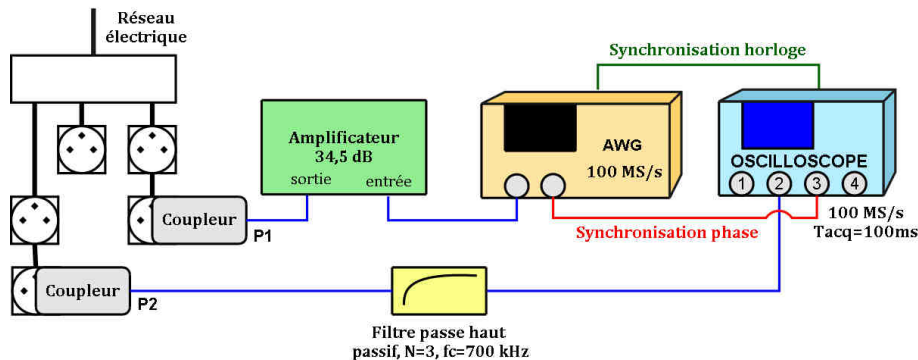 Réseau
électrique
Synchronisation horloge
Amplificateur
34,5 dB
sortie entrée
AWG
100 MS/s
OSCILLOSCOPE
1 2 3 4
Coupleur
P1
Synchronisation phase
100 MS/s
Tacq=100ms
Coupleur
P2
Filtre passe haut
passif, N=3, fc=700 kHz